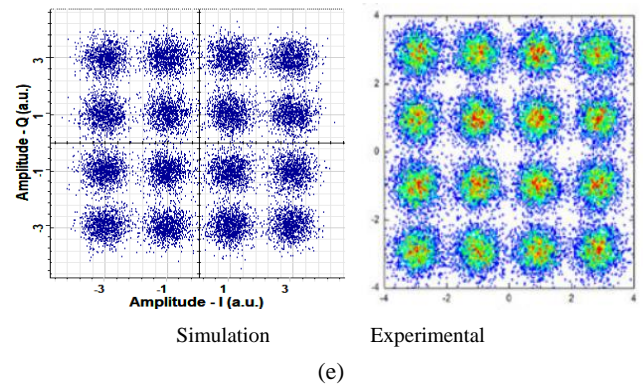 Amplitude - Q (a.u.)
3
1
-1
-3
-3 -1 1 3
Amplitude - I (a.u.)
4
2
0
-2
-4
-4 -2 0 2 4
Simulation Experimental
(e)